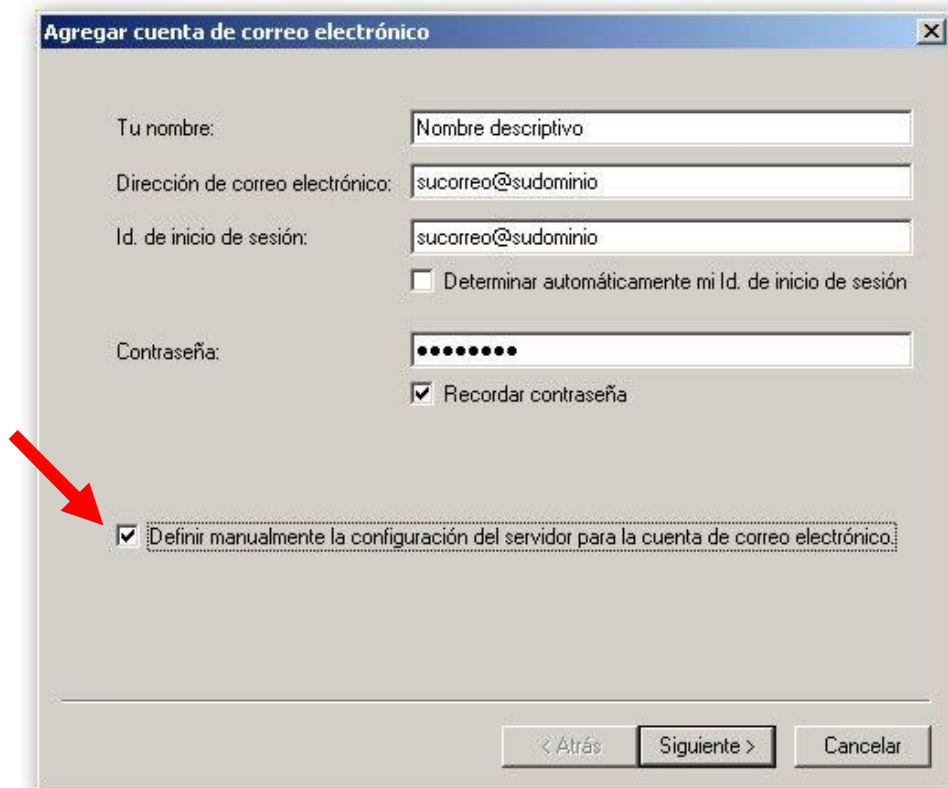 Agregar cuenta de correo electrónico
Tu nombre: Nombre descriptivo
Dirección de correo electrónico: sucorreo@sudominio
Id. de inicio de sesión: sucorreo@sudominio
Determinar automáticamente mi Id. de inicio de sesión
Contraseña: ●●●●●●●●
Recordar contraseña
Definir manualmente la configuración del servidor para la cuenta de correo electrónico.
< Atrás Siguiente > Cancelar